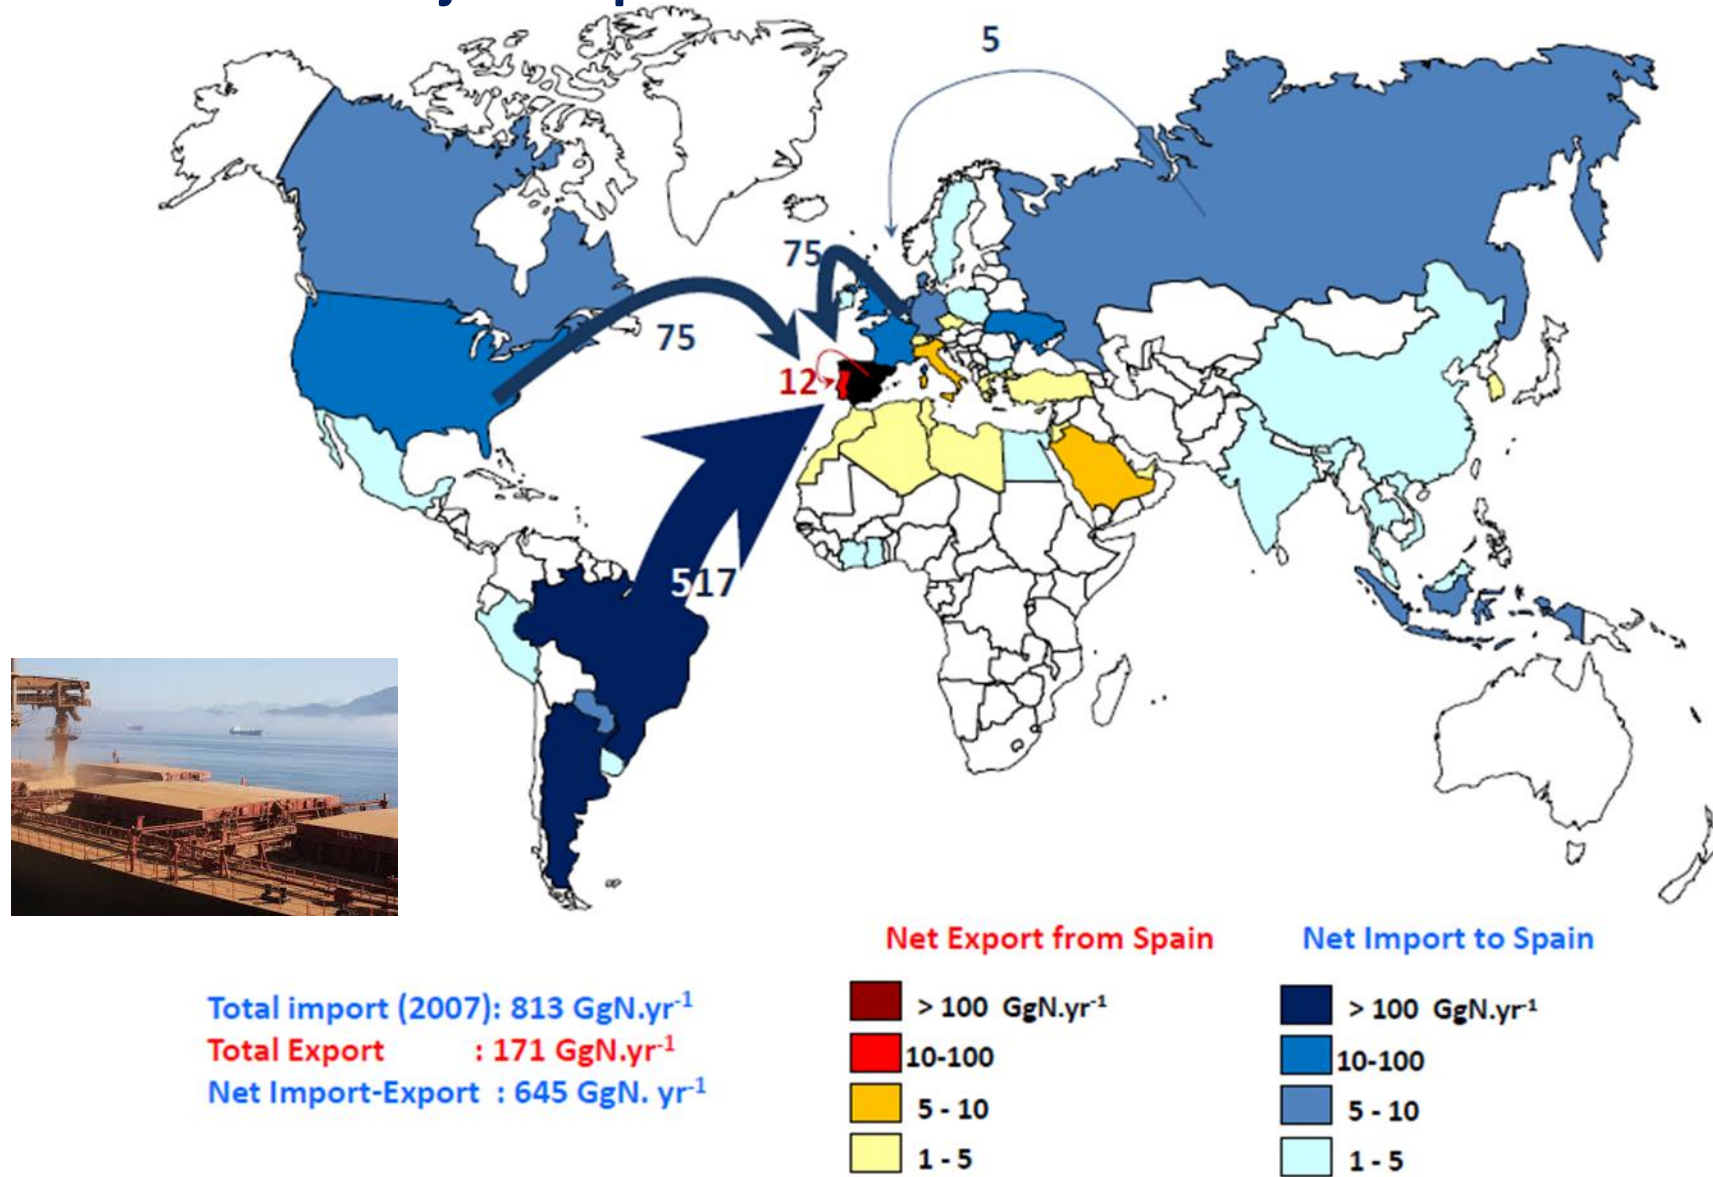 5
75
75
12
517
Net Export from Spain
> 100 GgN.yr-1
10-100
5 - 10
1 - 5
Net Import to Spain
> 100 GgN.yr-1
10-100
5 - 10
1 - 5
Total import (2007): 813 GgN.yr-1
Total Export : 171 GgN.yr-1
Net Import-Export : 645 GgN. yr-1